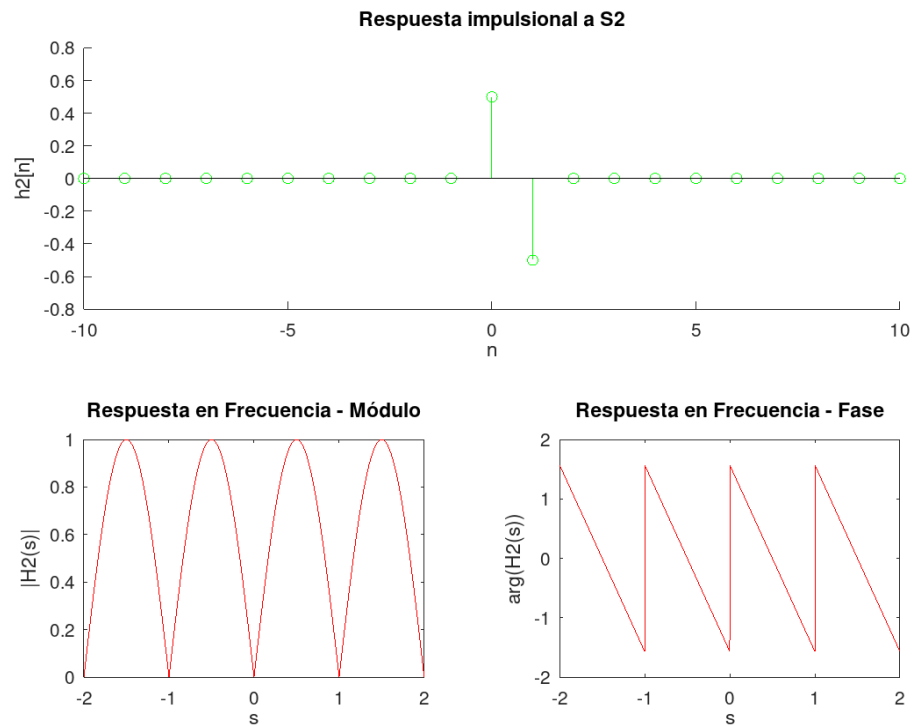 Respuesta impulsional a S2
0.8
0.6
0.4
0.2
0
-0.2
-0.4
-0.6
-0.8
h2[n]
-10 -5 0 5 10
n
Respuesta en Frecuencia - Módulo
1
0.8
0.6
0.4
0.2
0
|H2(s)|
-2 -1 0 1 2
s
Respuesta en Frecuencia - Fase
2
1
0
-1
-2
arg(H2(s))
-2 -1 0 1 2
s